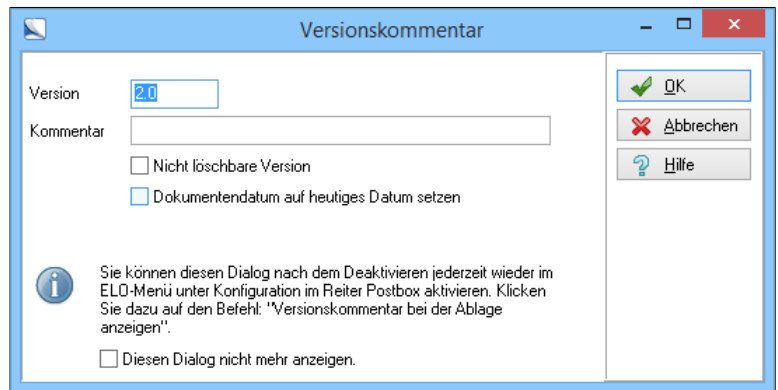 Versionskommentar
Version 2.0
Kommentar
Nicht löschbare Version
Dokumentendatum auf heutiges Datum setzen
Sie können diesen Dialog nach dem Deaktivieren jederzeit wieder im
ELO-Menü unter Konfiguration im Reiter Postbox aktivieren. Klicken
Sie dazu auf den Befehl: "Versionskommentar bei der Ablage
anzeigen".
Diesen Dialog nicht mehr anzeigen.
OK
Abbrechen
Hilfe